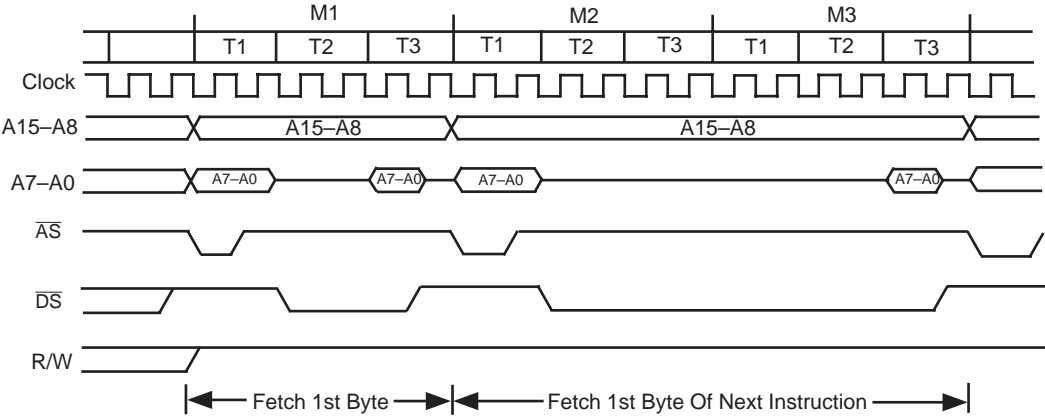 M1 M2 M3
T1 T2 T3 T1 T2 T3 T1 T2 T3
Clock
A15–A8 A15–A8 A15–A8
A7–A0 A7–A0 A7–A0 A7–A0 A7–A0
AS
DS
R/W
Fetch 1st Byte Fetch 1st Byte Of Next Instruction